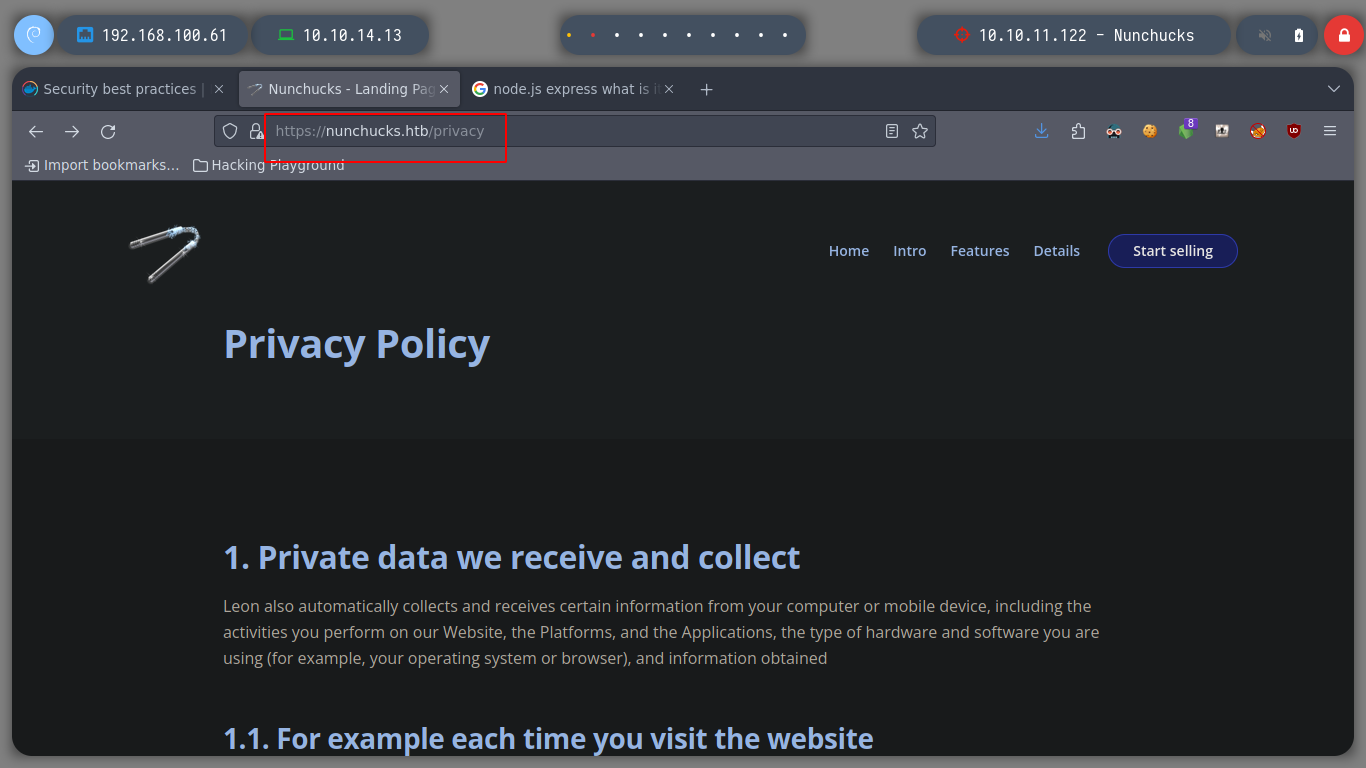 192.168.100.61
10.10.14.13
10.10.11.122 - Nunchucks
Security best practices |
Nunchucks - Landing Pag
node.js express what is i
https://nunchucks.htb/privacy
8
Import bookmarks...
Hacking Playground
Home
Intro
Features
Details
Start selling
Privacy Policy
1. Private data we receive and collect
Leon also automatically collects and receives certain information from your computer or mobile device, including the
activities you perform on our Website, the Platforms, and the Applications, the type of hardware and software you are
using (for example, your operating system or browser), and information obtained
1.1. For example each time you visit the website